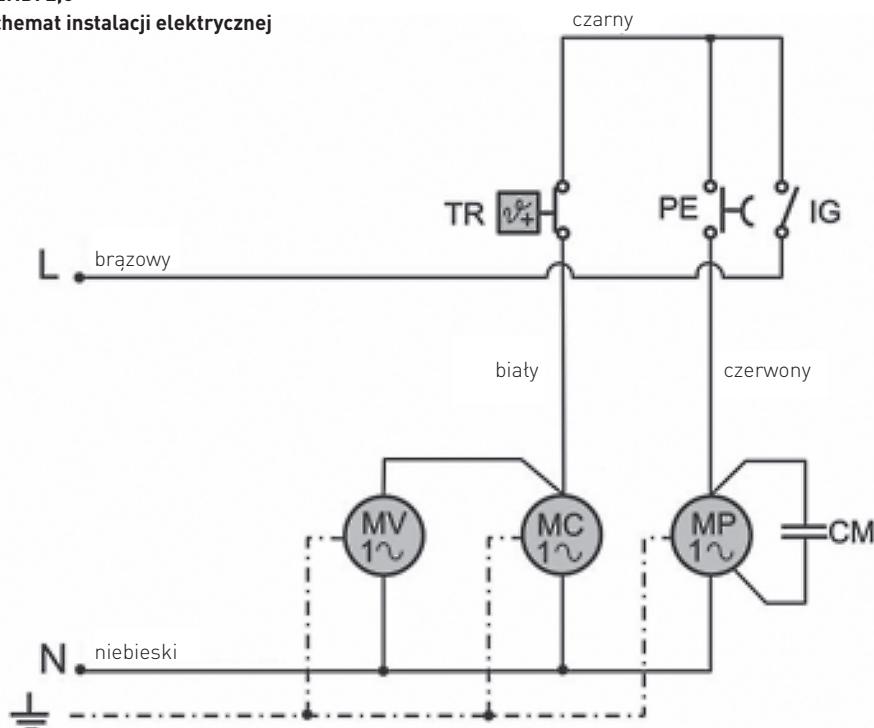 chemat instalacji elektrycznej
czarny
TR
PE
IG
L
brązowy
biały
czerwony
MV
1
MC
1
MP
1
CM
N
niebieski